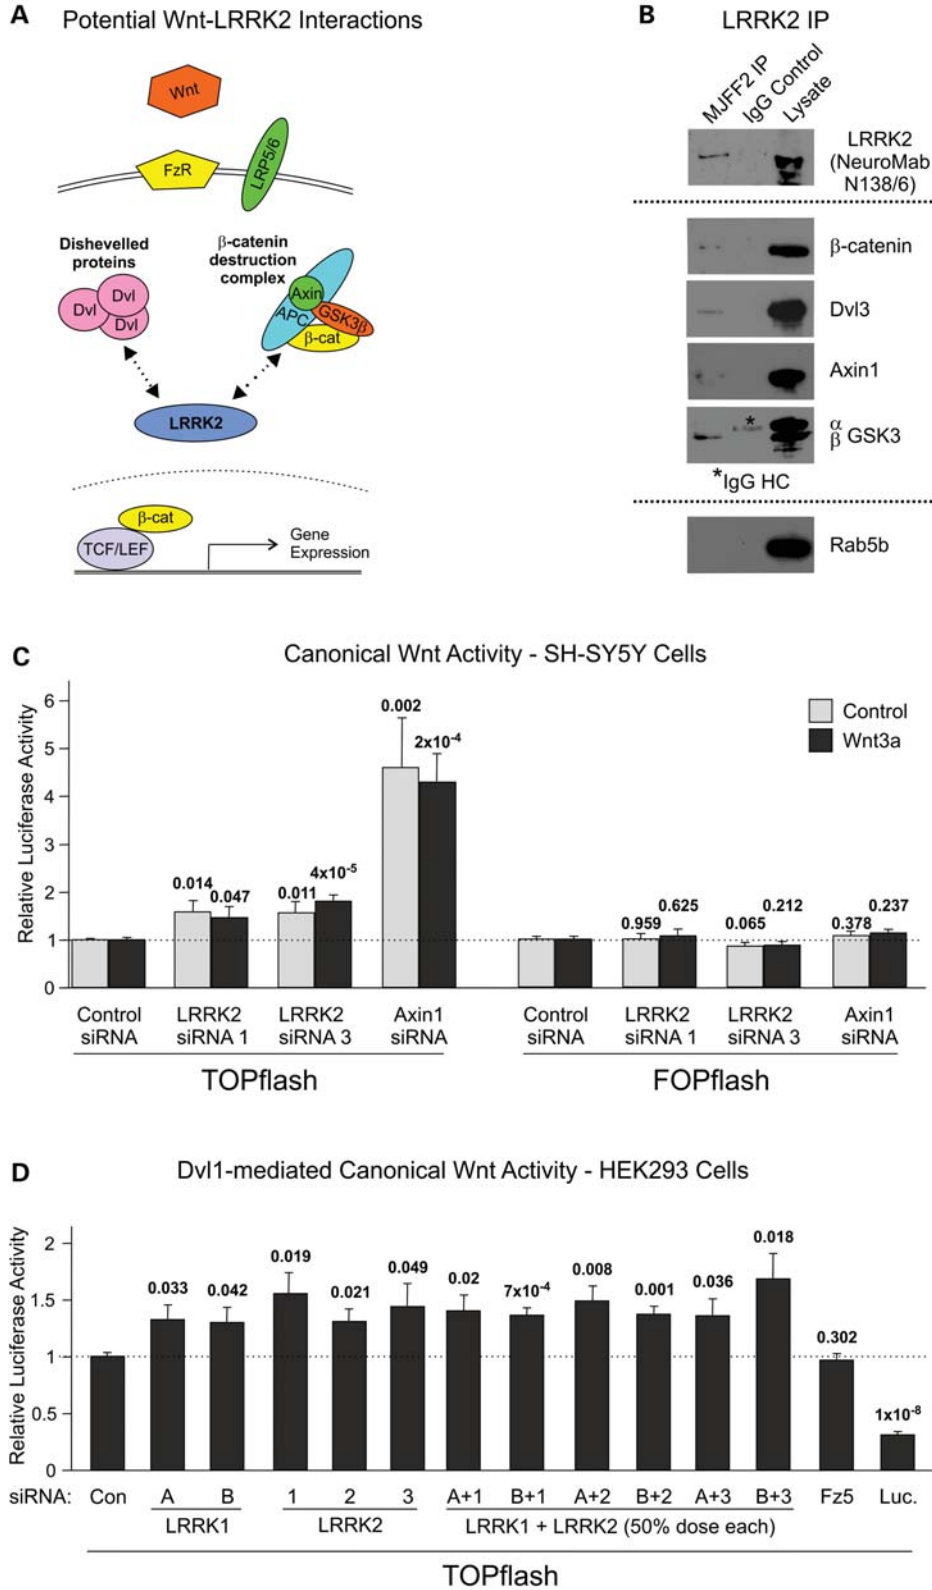 A Potential Wnt-LRRK2 Interactions
Wnt
FzR
LRP5/6
Dishevelled
proteins
Dvl
Dvl
Dvl
β-catenin
destruction
complex
Axin
APC
GSK3β
β-cat
LRRK2
β-cat
TCF/LEF
Gene
Expression
B LRRK2 IP
MJFF2 IP
IgG Control
Lysate
LRRK2
(NeuroMab
N138/6)
β-catenin
Dvl3
Axin1
α
β GSK3
*
*IgG HC
Rab5b
C Canonical Wnt Activity - SH-SY5Y Cells
Relative Luciferase Activity
6
5
4
3
2
1
0
Control
Wnt3a
0.014
0.047
0.011
4x10-5
0.002
2x10-4
0.959
0.625
0.065
0.212
0.378
0.237
Control siRNA
LRRK2 siRNA 1
LRRK2 siRNA 3
Axin1 siRNA
Control siRNA
LRRK2 siRNA 1
LRRK2 siRNA 3
Axin1 siRNA
TOPflash
FOPflash
D Dvl1-mediated Canonical Wnt Activity - HEK293 Cells
Relative Luciferase Activity
2
1.5
1
0.5
0
0.033
0.042
0.019
0.021
0.049
0.02
7x10-4
0.008
0.001
0.036
0.018
0.302
1x10-8
siRNA: Con A B 1 2 3 A+1 B+1 A+2 B+2 A+3 B+3 Fz5 Luc.
LRRK1 LRRK2 LRRK1 + LRRK2 (50% dose each)
TOPflash